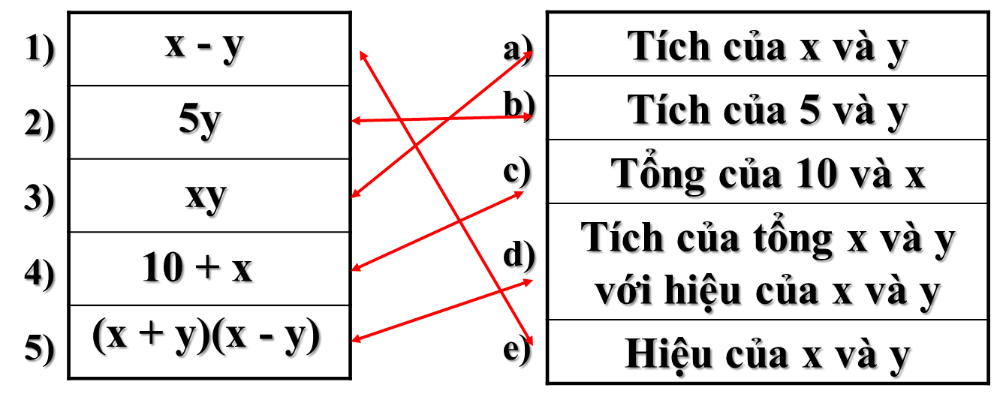 1) x - y
2) 5y
3) xy
4) 10 + x
5) (x + y)(x - y)
a) Tích của x và y
b) Tích của 5 và y
c) Tổng của 10 và x
d) Tích của tổng x và y
với hiệu của x và y
e) Hiệu của x và y